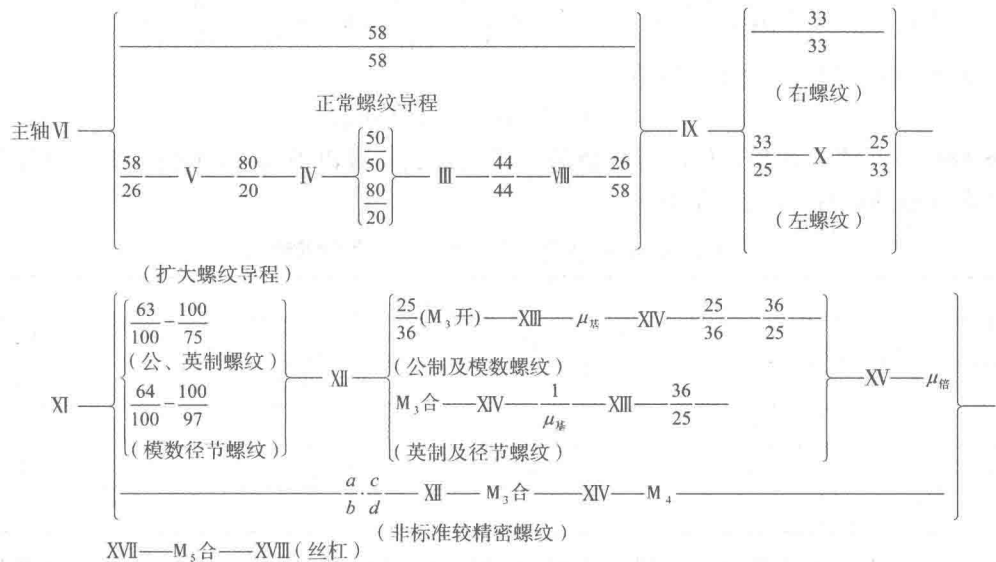 58/58 33/33
正常螺纹导程 (右螺纹)
主轴Ⅵ Ⅸ
58/26 — Ⅴ — 80/20 — Ⅳ — { 50/50 80/20 } — Ⅲ — 44/44 — Ⅷ — 26/58 33/25 — Ⅹ — 25/33
(左螺纹)
(扩大螺纹导程)
63/100 - 100/75 25/36 (M₃开) — ⅩⅢ — μ基 — ⅩⅣ — 25/36 — 36/25
(公、英制螺纹) (公制及模数螺纹)
Ⅺ Ⅻ ⅩⅤ — μ倍
64/100 - 100/97 M₃合 — ⅩⅣ — 1/μ基 — ⅩⅢ — 36/25
(模数径节螺纹) (英制及径节螺纹)
a/b · c/d — Ⅻ — M₃合 — ⅩⅣ — M₄
(非标准较精密螺纹)
ⅩⅦ — M₅合 — ⅩⅧ(丝杠)